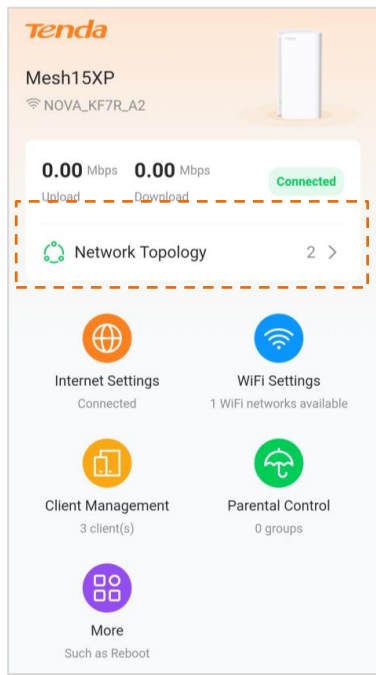 Tenda
Mesh15XP
NOVA_KF7R_A2
0.00 Mbps 0.00 Mbps
Upload Download
Connected
Network Topology 2
Internet Settings
Connected
WiFi Settings
1 WiFi networks available
Client Management
3 client(s)
Parental Control
0 groups
More
Such as Reboot